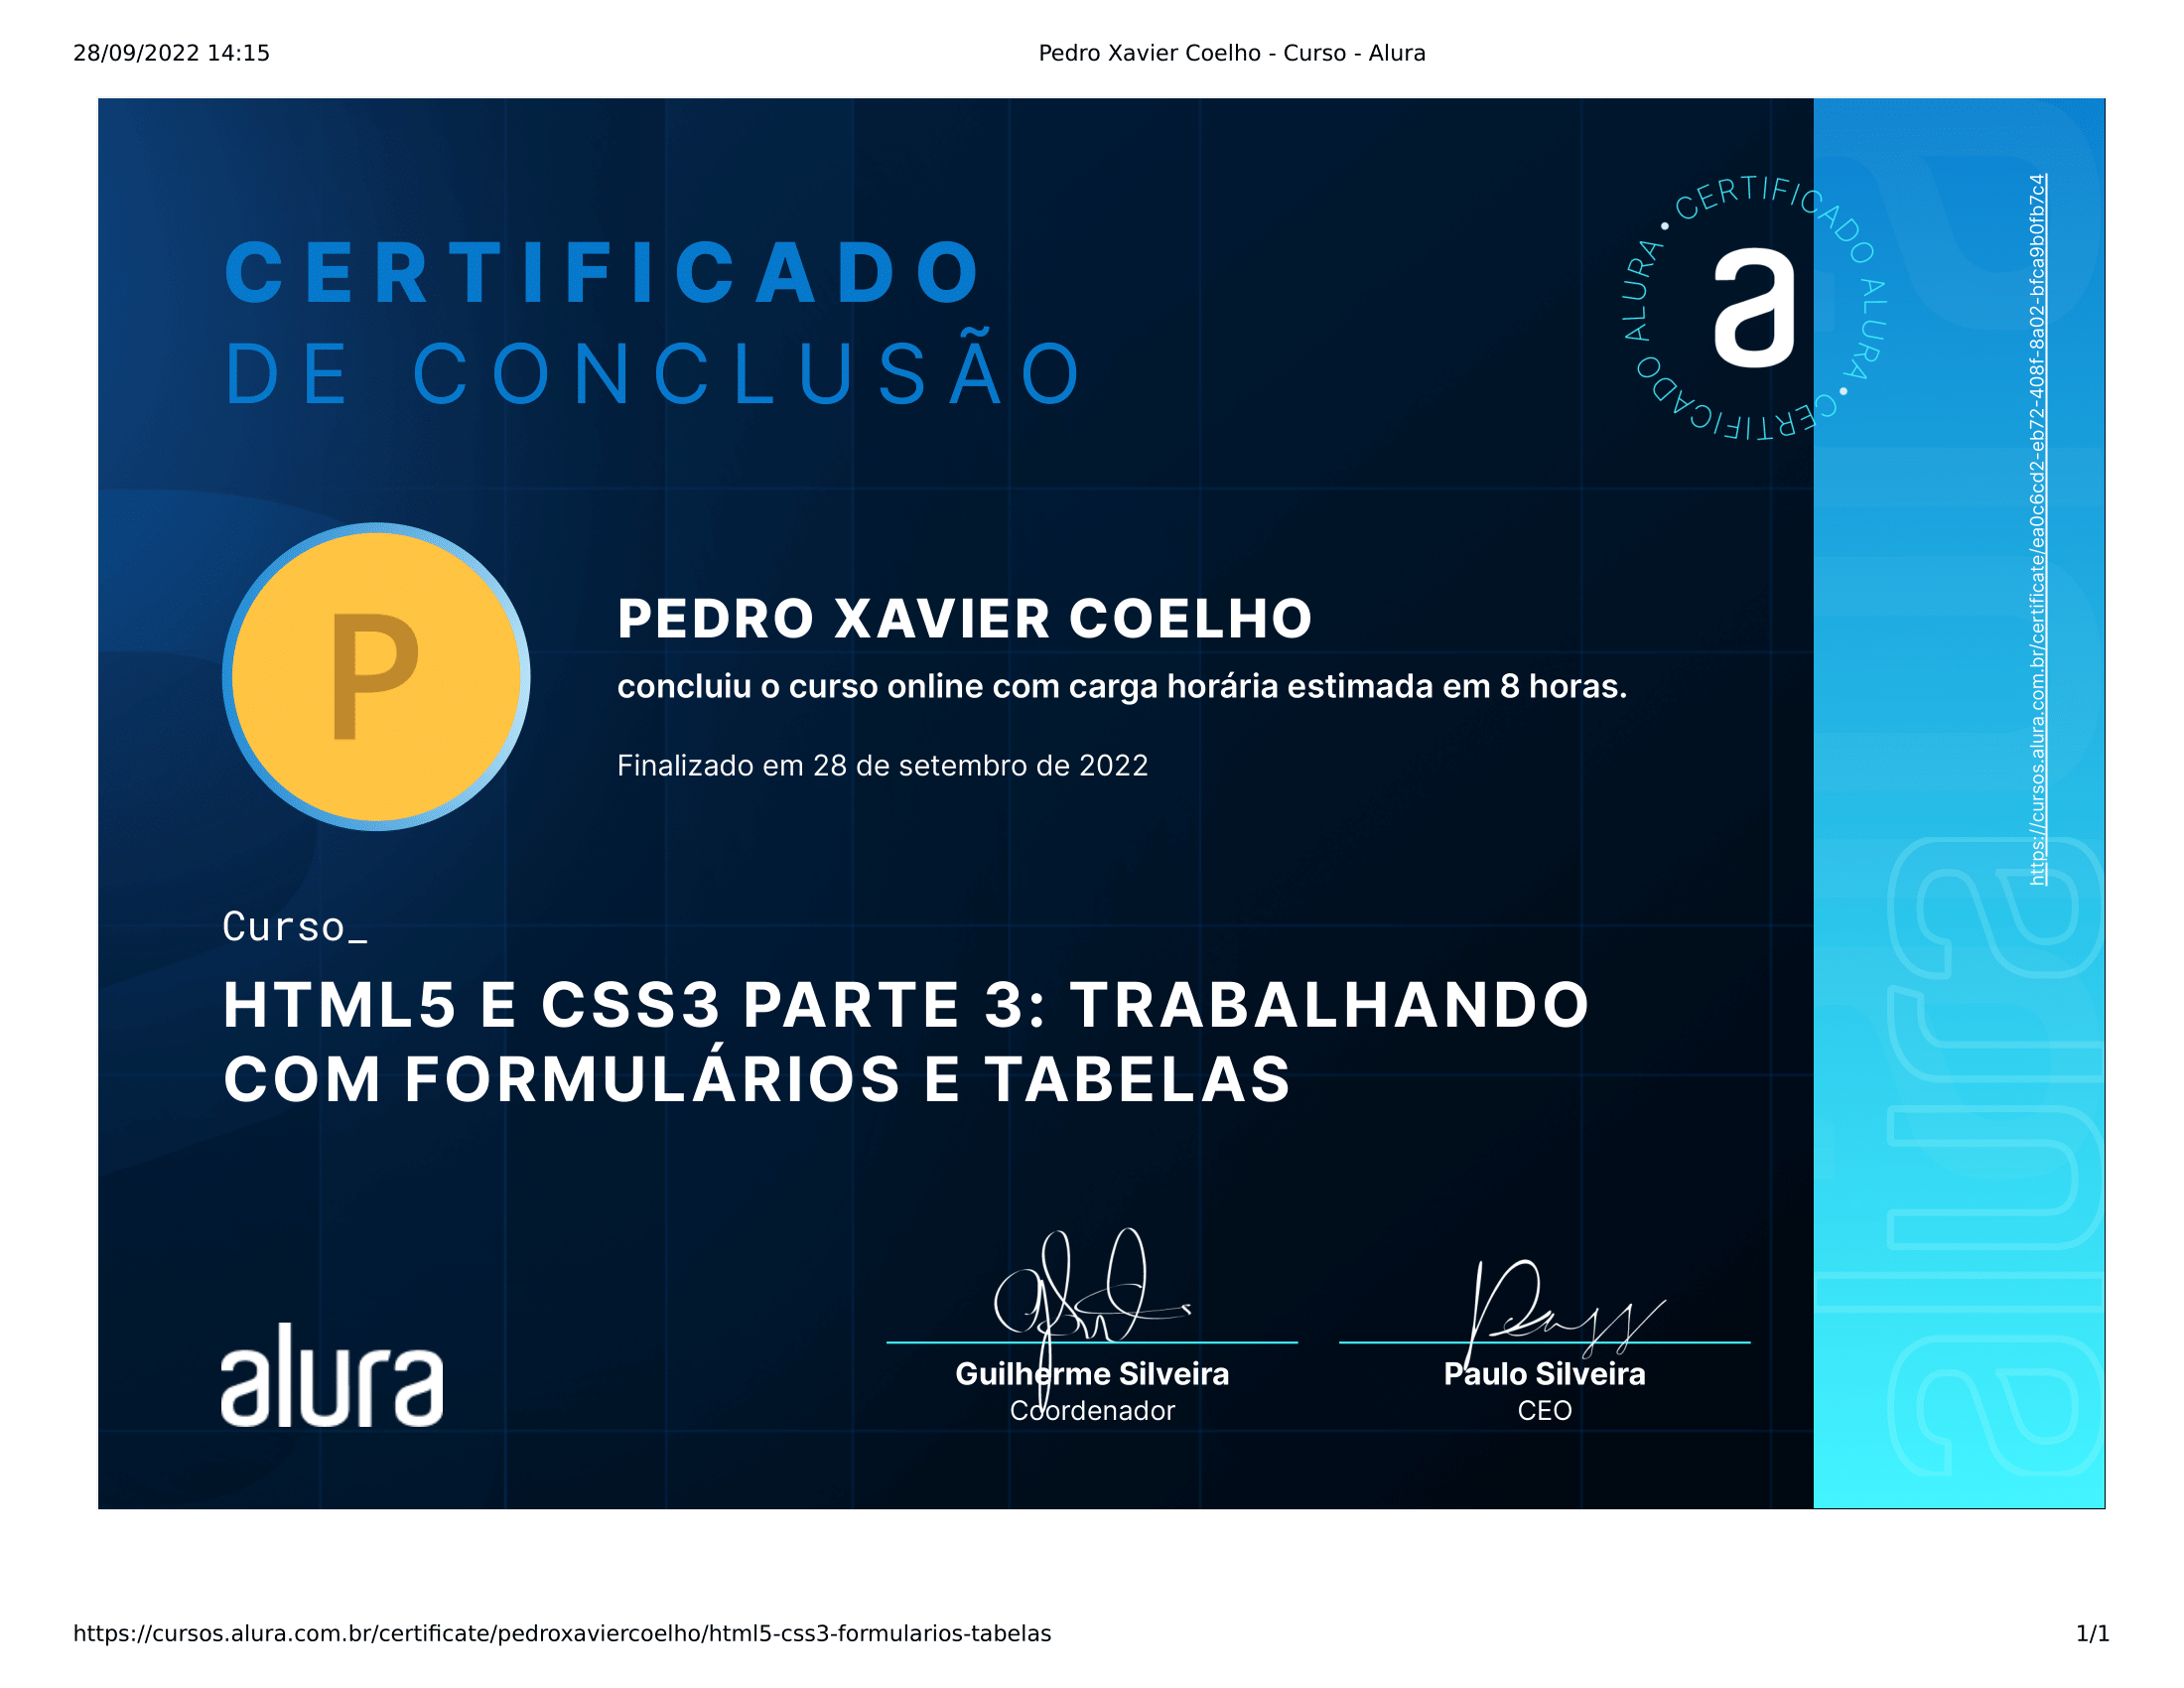 28/09/2022 14:15
Pedro Xavier Coelho - Curso - Alura
CERTIFICADO
DE CONCLUSÃO
CERTIFICADO ALURA • CERTIFICADO ALURA •
a
https://cursos.alura.com.br/certificate/ea0c6cd2-eb72-408f-8a02-bfca9b0fb7c4
P
PEDRO XAVIER COELHO
concluiu o curso online com carga horária estimada em 8 horas.
Finalizado em 28 de setembro de 2022
Curso_
HTML5 E CSS3 PARTE 3: TRABALHANDO
COM FORMULÁRIOS E TABELAS
alura
alura
Guilherme Silveira
Coordenador
Paulo Silveira
CEO
https://cursos.alura.com.br/certificate/pedroxaviercoelho/html5-css3-formularios-tabelas
1/1